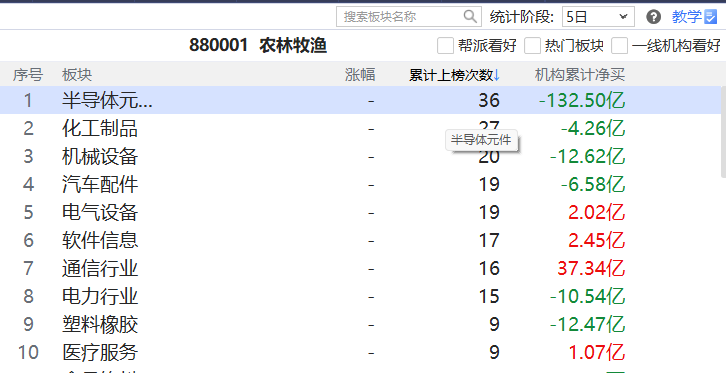 搜索板块名称 统计阶段: 5日 ? 教学
880001 农林牧渔 帮派看好 热门板块 一线机构看好
序号 板块 涨幅 累计上榜次数↓ 机构累计净买
1 半导体元... - 36 -132.50亿
2 化工制品 - 27 -4.26亿
半导体元件
3 机械设备 - 20 -12.62亿
4 汽车配件 - 19 -6.58亿
5 电气设备 - 19 2.02亿
6 软件信息 - 17 2.45亿
7 通信行业 - 16 37.34亿
8 电力行业 - 15 -10.54亿
9 塑料橡胶 - 9 -12.47亿
10 医疗服务 - 9 1.07亿